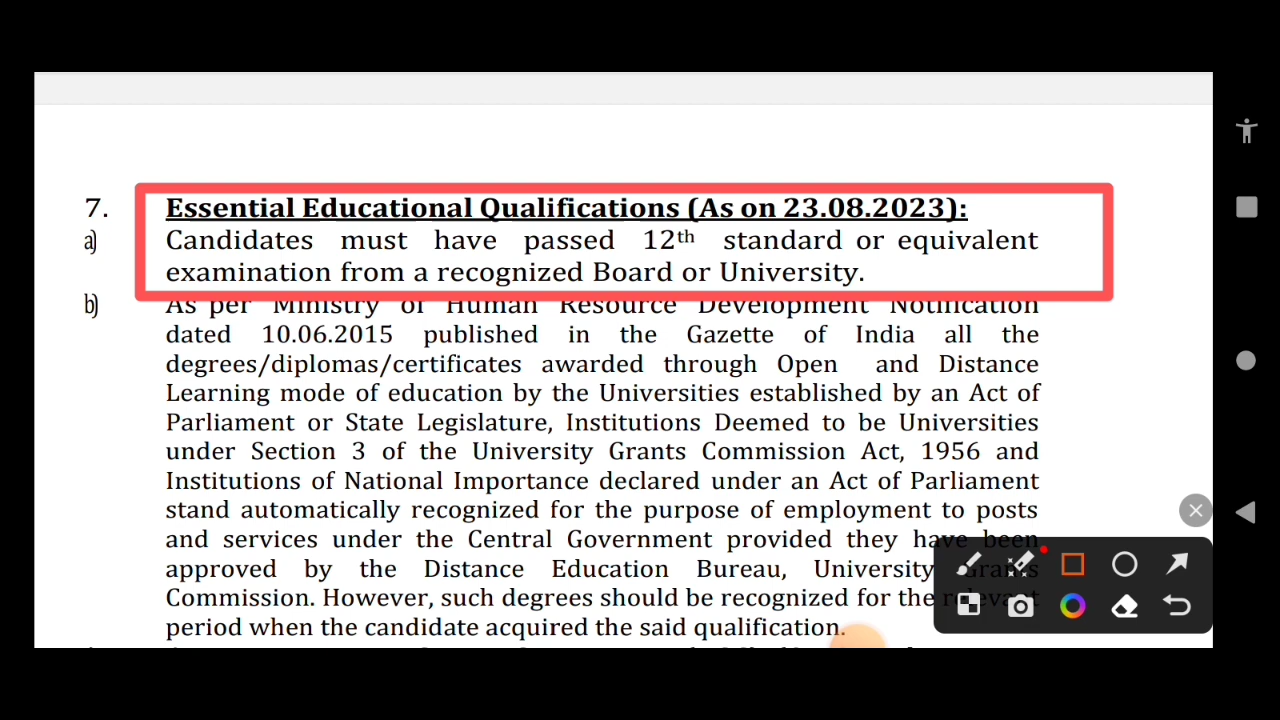 7. Essential Educational Qualifications (As on 23.08.2023):
a) Candidates must have passed 12th standard or equivalent
examination from a recognized Board or University.
b) As per Ministry of Human Resource Development Notification
dated 10.06.2015 published in the Gazette of India all the
degrees/diplomas/certificates awarded through Open and Distance
Learning mode of education by the Universities established by an Act of
Parliament or State Legislature, Institutions Deemed to be Universities
under Section 3 of the University Grants Commission Act, 1956 and
Institutions of National Importance declared under an Act of Parliament
stand automatically recognized for the purpose of employment to posts
and services under the Central Government provided they have been
approved by the Distance Education Bureau, University Grants
Commission. However, such degrees should be recognized for the relevant
period when the candidate acquired the said qualification.